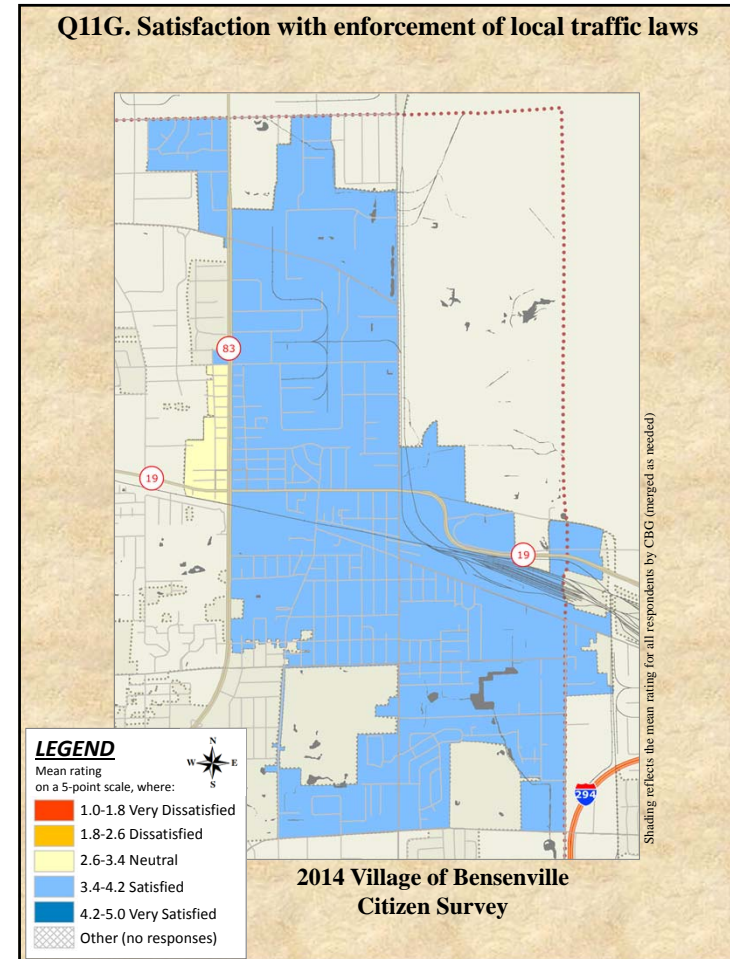 Q11G. Satisfaction with enforcement of local traffic laws
83
19
19
294
Shading reflects the mean rating for all respondents by CBG (merged as needed)
LEGEND
Mean rating
on a 5-point scale, where:
N
W E
S
1.0-1.8 Very Dissatisfied
1.8-2.6 Dissatisfied
2.6-3.4 Neutral
3.4-4.2 Satisfied
4.2-5.0 Very Satisfied
Other (no responses)
2014 Village of Bensenville
Citizen Survey